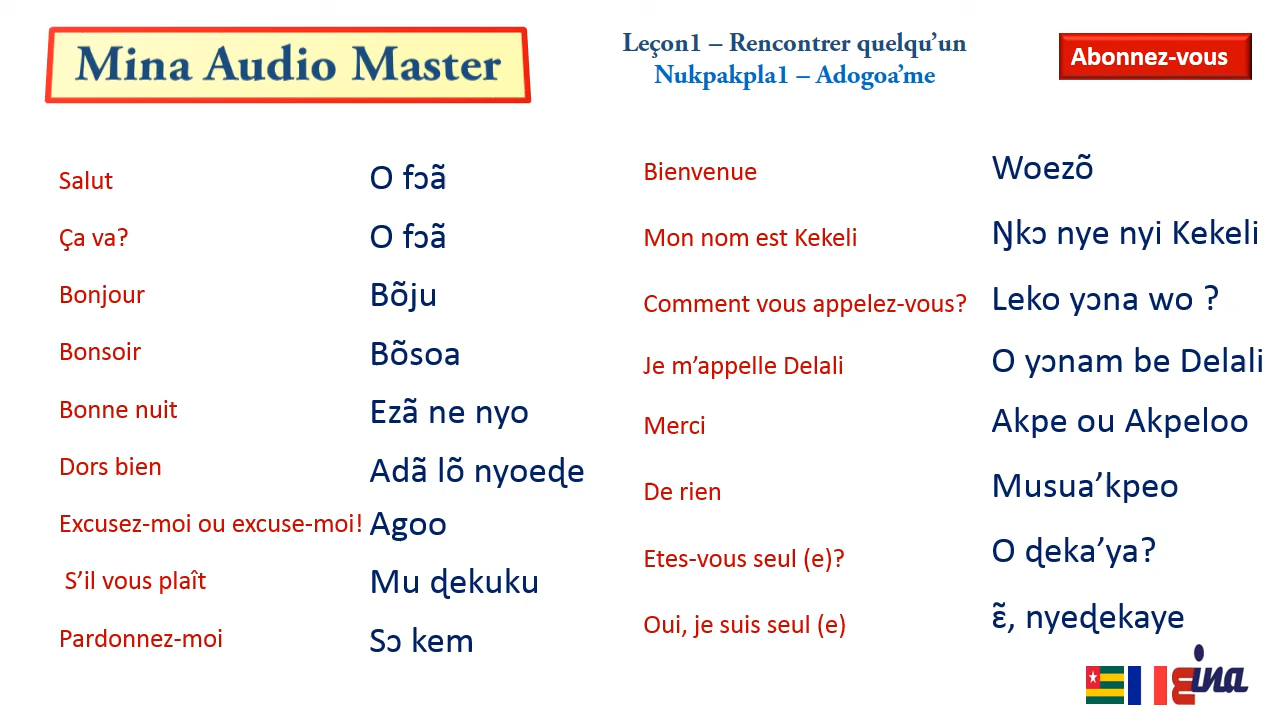 Mina Audio Master
Leçon1 – Rencontrer quelqu’un
Nukpakpla1 – Adogoa’me
Abonnez-vous
Salut O fɔã
Ça va? O fɔã
Bonjour Bõju
Bonsoir Bõsoa
Bonne nuit Ezã ne nyo
Dors bien Adã lõ nyoeɖe
Excusez-moi ou excuse-moi! Agoo
S’il vous plaît Mu ɖekuku
Pardonnez-moi Sɔ kem
Bienvenue Woezõ
Mon nom est Kekeli Ŋkɔ nye nyi Kekeli
Comment vous appelez-vous? Leko yɔna wo ?
Je m’appelle Delali O yɔnam be Delali
Merci Akpe ou Akpeloo
De rien Musua’kpeo
Etes-vous seul (e)? O ɖeka’ya?
Oui, je suis seul (e) ɛ̃, nyeɖekaye
Mina